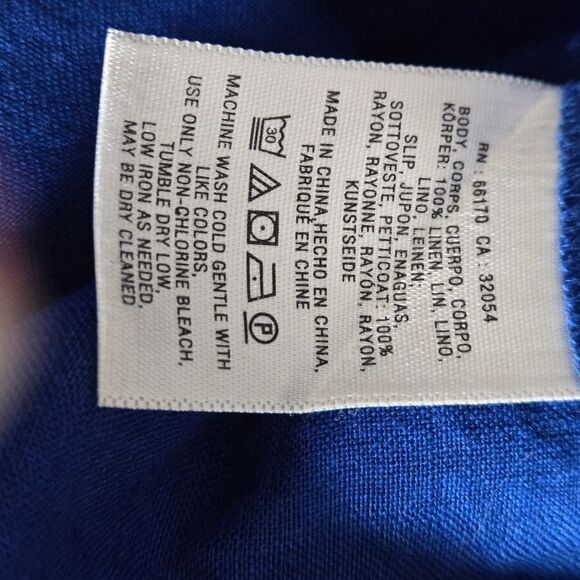 RN : 66170 CA : 32054
BODY, CORPS, CUERPO, CORPO,
KÖRPER: 100% LINEN, LIN, LINO,
LINO, LEINEN;
SLIP, JUPON, ENAGUAS,
SOTTOVESTE, PETTICOAT: 100%
RAYON, RAYONNE, RAYÓN, RAYON,
KUNSTSEIDE
MADE IN CHINA,HECHO EN CHINA,
FABRIQUÉ EN CHINE
30 P
MACHINE WASH COLD GENTLE WITH
LIKE COLORS,
USE ONLY NON-CHLORINE BLEACH,
TUMBLE DRY LOW,
LOW IRON AS NEEDED,
MAY BE DRY CLEANED